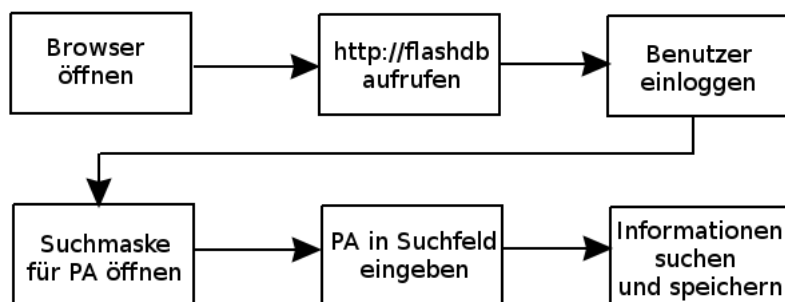 Browser
öffnen
http://flashdb
aufrufen
Benutzer
einloggen
Suchmaske
für PA öffnen
PA in Suchfeld
eingeben
Informationen
suchen
und speichern